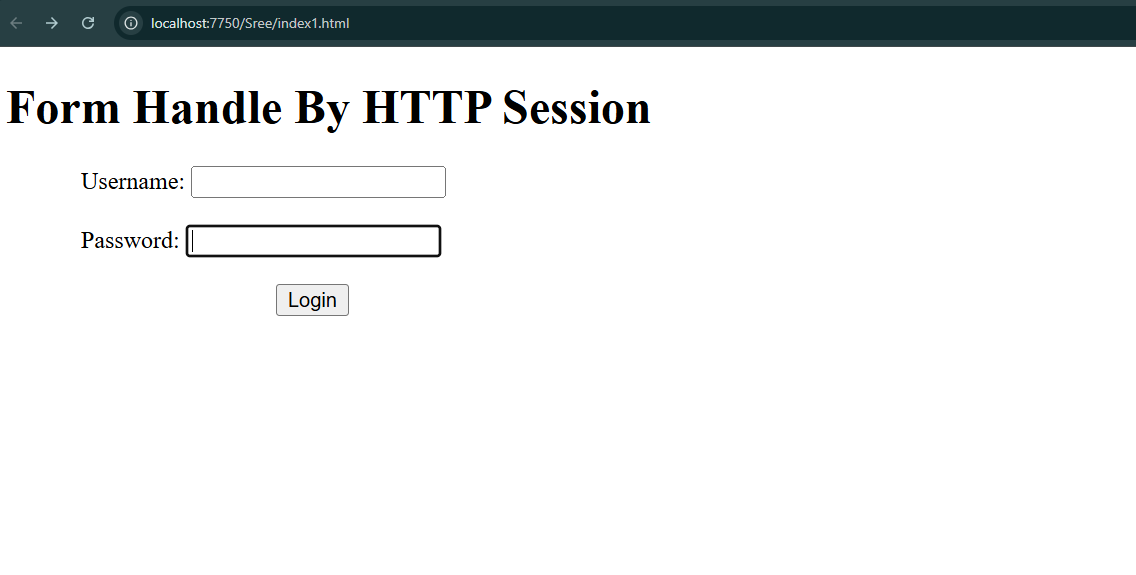 localhost:7750/Sree/index1.html
Form Handle By HTTP Session
Username:
Password:
Login